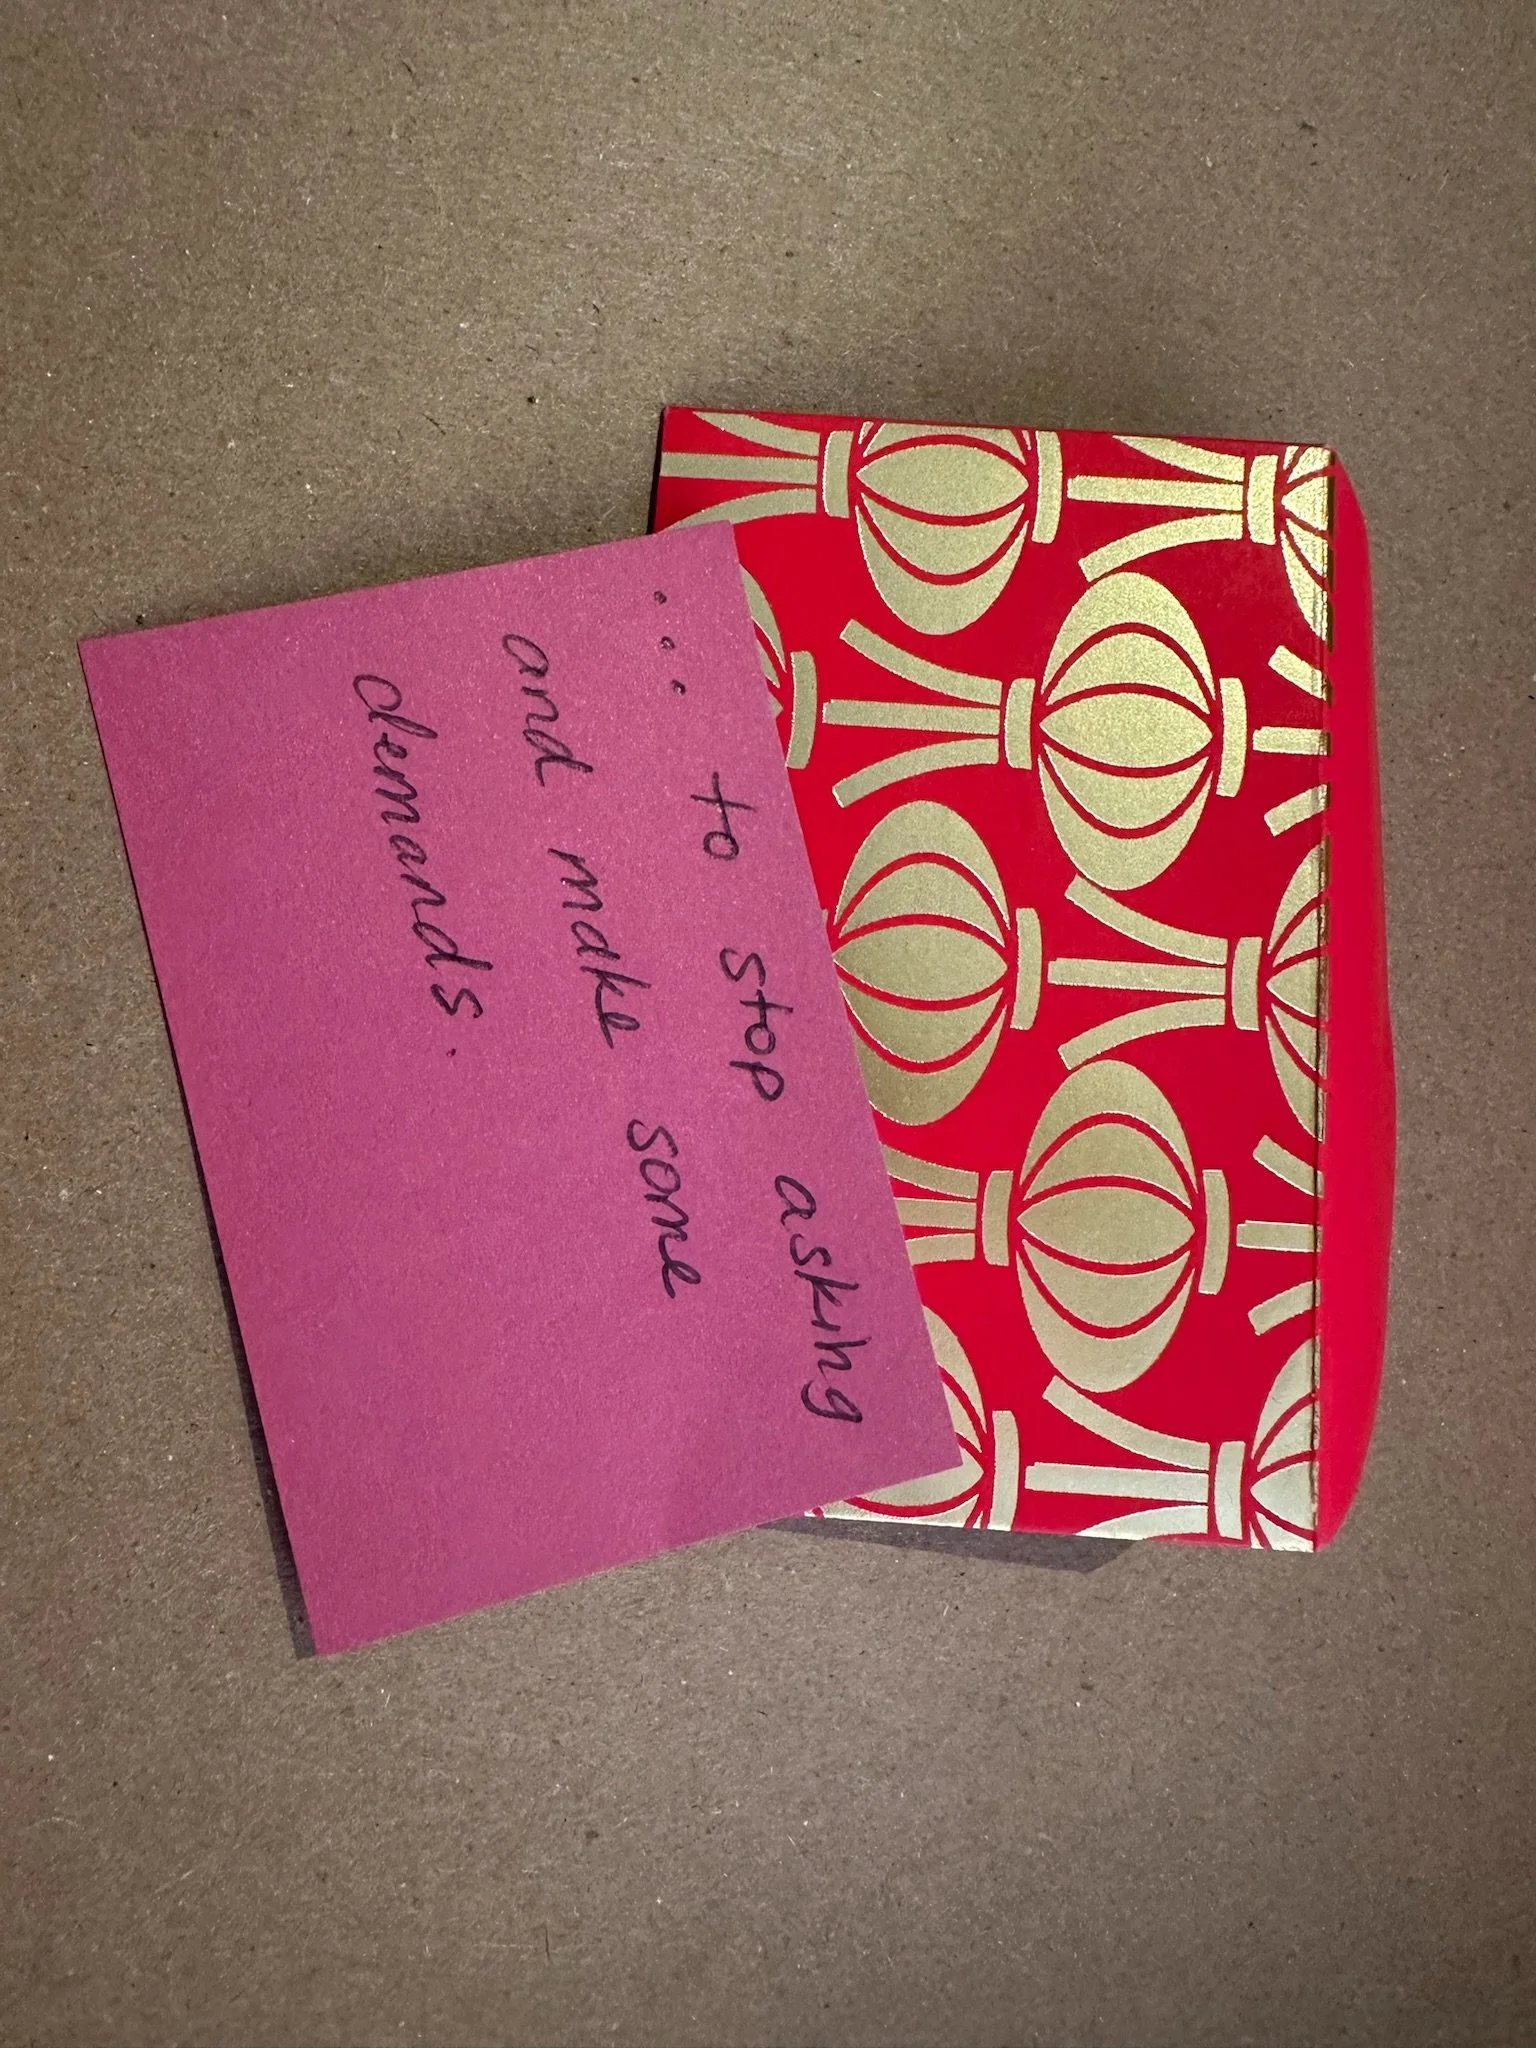 ... to stop asking
and make some
demands.